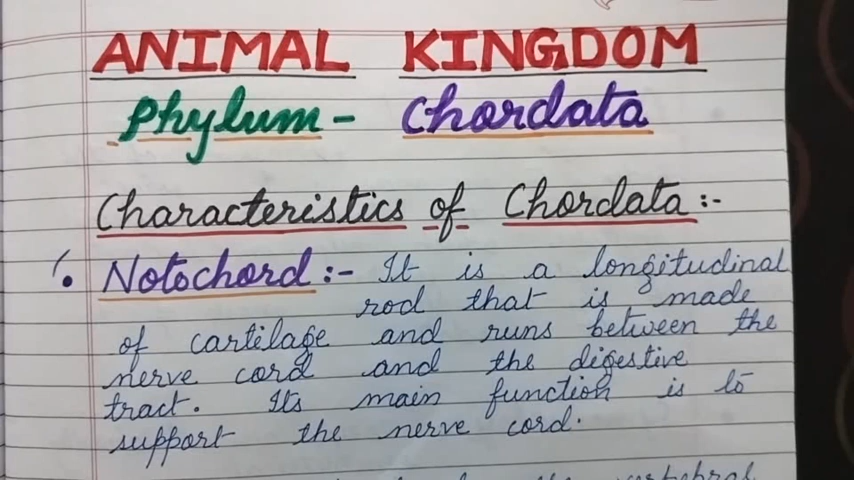 ANIMAL KINGDOM
Phylum - Chordata
Characteristics of Chordata :-
1. Notochord :- It is a longitudinal
rod that is made
of cartilage and runs between the
nerve cord and the digestive
tract. Its main function is to
support the nerve cord.
vertebral